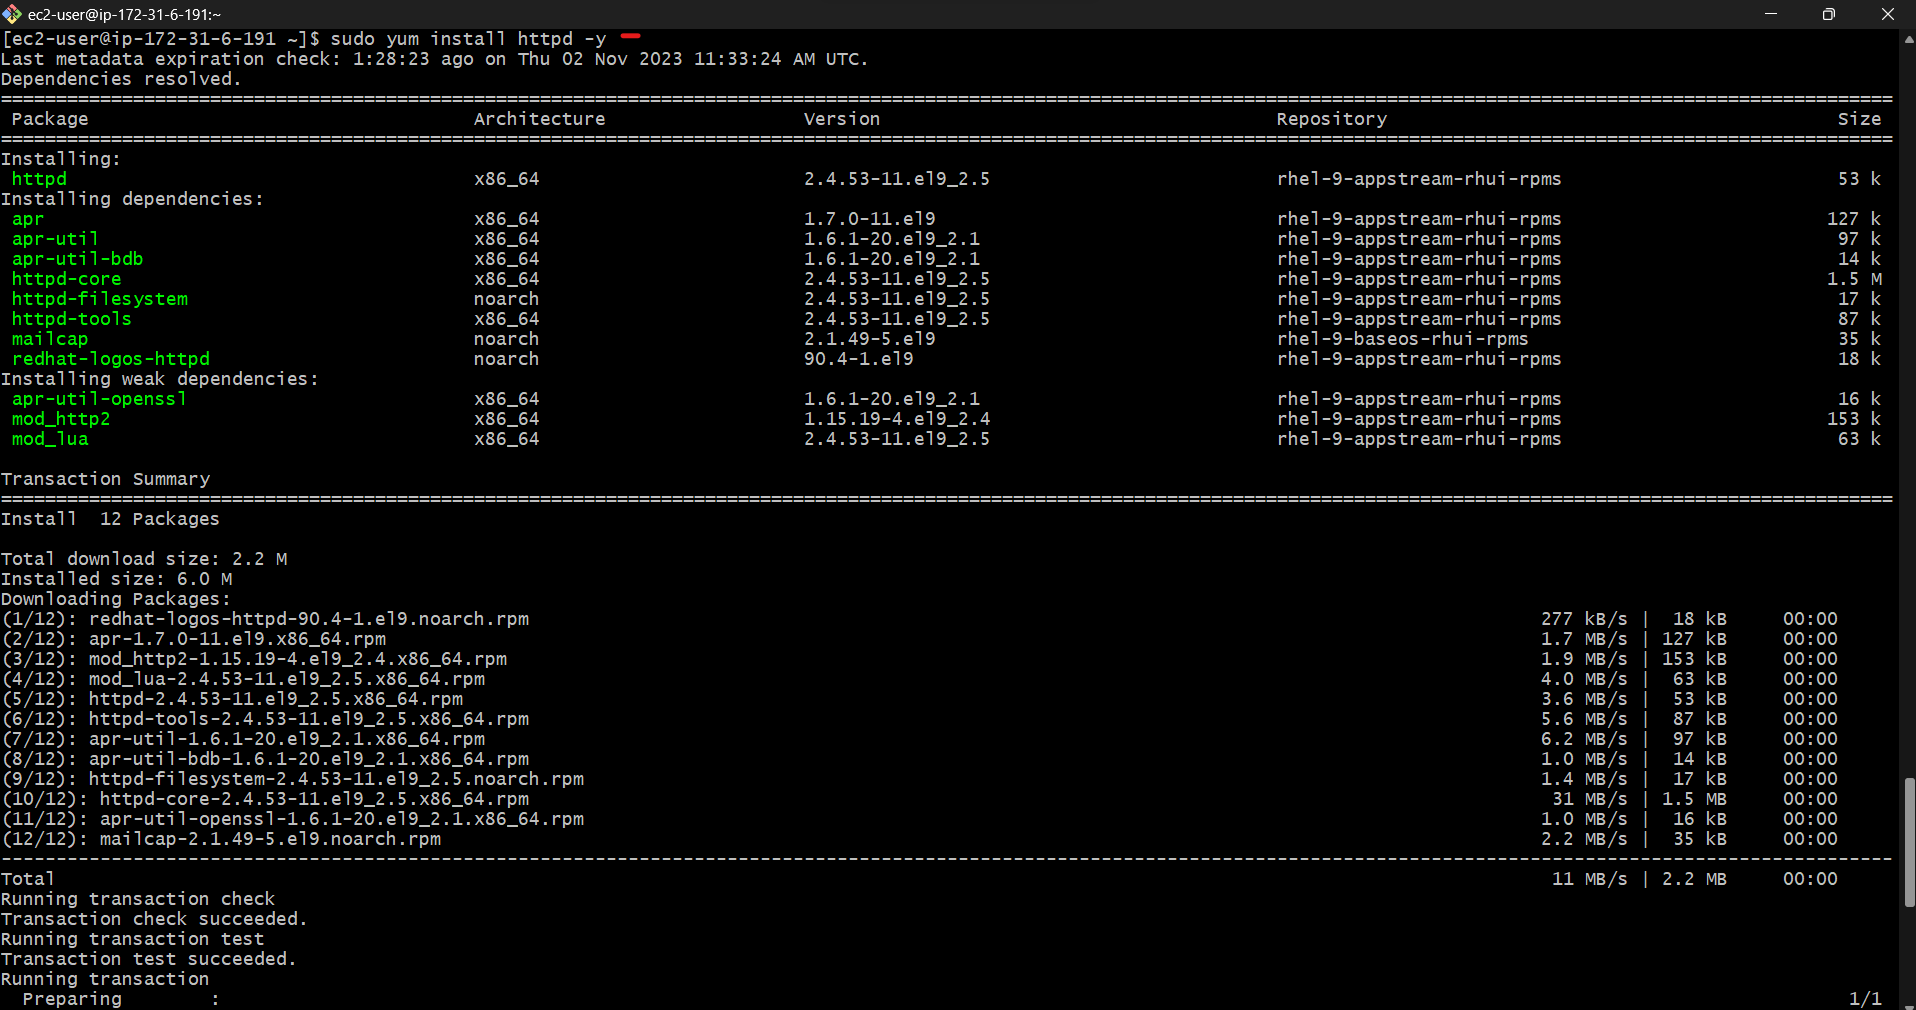 ec2-user@ip-172-31-6-191:~
[ec2-user@ip-172-31-6-191 ~]$ sudo yum install httpd -y
Last metadata expiration check: 1:28:23 ago on Thu 02 Nov 2023 11:33:24 AM UTC.
Dependencies resolved.
================================================================================
Package Architecture Version Repository Size
================================================================================
Installing:
httpd x86_64 2.4.53-11.el9_2.5 rhel-9-appstream-rhui-rpms 53 k
Installing dependencies:
apr x86_64 1.7.0-11.el9 rhel-9-appstream-rhui-rpms 127 k
apr-util x86_64 1.6.1-20.el9_2.1 rhel-9-appstream-rhui-rpms 97 k
apr-util-bdb x86_64 1.6.1-20.el9_2.1 rhel-9-appstream-rhui-rpms 14 k
httpd-core x86_64 2.4.53-11.el9_2.5 rhel-9-appstream-rhui-rpms 1.5 M
httpd-filesystem noarch 2.4.53-11.el9_2.5 rhel-9-appstream-rhui-rpms 17 k
httpd-tools x86_64 2.4.53-11.el9_2.5 rhel-9-appstream-rhui-rpms 87 k
mailcap noarch 2.1.49-5.el9 rhel-9-baseos-rhui-rpms 35 k
redhat-logos-httpd noarch 90.4-1.el9 rhel-9-appstream-rhui-rpms 18 k
Installing weak dependencies:
apr-util-openssl x86_64 1.6.1-20.el9_2.1 rhel-9-appstream-rhui-rpms 16 k
mod_http2 x86_64 1.15.19-4.el9_2.4 rhel-9-appstream-rhui-rpms 153 k
mod_lua x86_64 2.4.53-11.el9_2.5 rhel-9-appstream-rhui-rpms 63 k
Transaction Summary
================================================================================
Install 12 Packages
Total download size: 2.2 M
Installed size: 6.0 M
Downloading Packages:
(1/12): redhat-logos-httpd-90.4-1.el9.noarch.rpm 277 kB/s | 18 kB 00:00
(2/12): apr-1.7.0-11.el9.x86_64.rpm 1.7 MB/s | 127 kB 00:00
(3/12): mod_http2-1.15.19-4.el9_2.4.x86_64.rpm 1.9 MB/s | 153 kB 00:00
(4/12): mod_lua-2.4.53-11.el9_2.5.x86_64.rpm 4.0 MB/s | 63 kB 00:00
(5/12): httpd-2.4.53-11.el9_2.5.x86_64.rpm 3.6 MB/s | 53 kB 00:00
(6/12): httpd-tools-2.4.53-11.el9_2.5.x86_64.rpm 5.6 MB/s | 87 kB 00:00
(7/12): apr-util-1.6.1-20.el9_2.1.x86_64.rpm 6.2 MB/s | 97 kB 00:00
(8/12): apr-util-bdb-1.6.1-20.el9_2.1.x86_64.rpm 1.0 MB/s | 14 kB 00:00
(9/12): httpd-filesystem-2.4.53-11.el9_2.5.noarch.rpm 1.4 MB/s | 17 kB 00:00
(10/12): httpd-core-2.4.53-11.el9_2.5.x86_64.rpm 31 MB/s | 1.5 MB 00:00
(11/12): apr-util-openssl-1.6.1-20.el9_2.1.x86_64.rpm 1.0 MB/s | 16 kB 00:00
(12/12): mailcap-2.1.49-5.el9.noarch.rpm 2.2 MB/s | 35 kB 00:00
--------------------------------------------------------------------------------
Total 11 MB/s | 2.2 MB 00:00
Running transaction check
Transaction check succeeded.
Running transaction test
Transaction test succeeded.
Running transaction
Preparing : 1/1